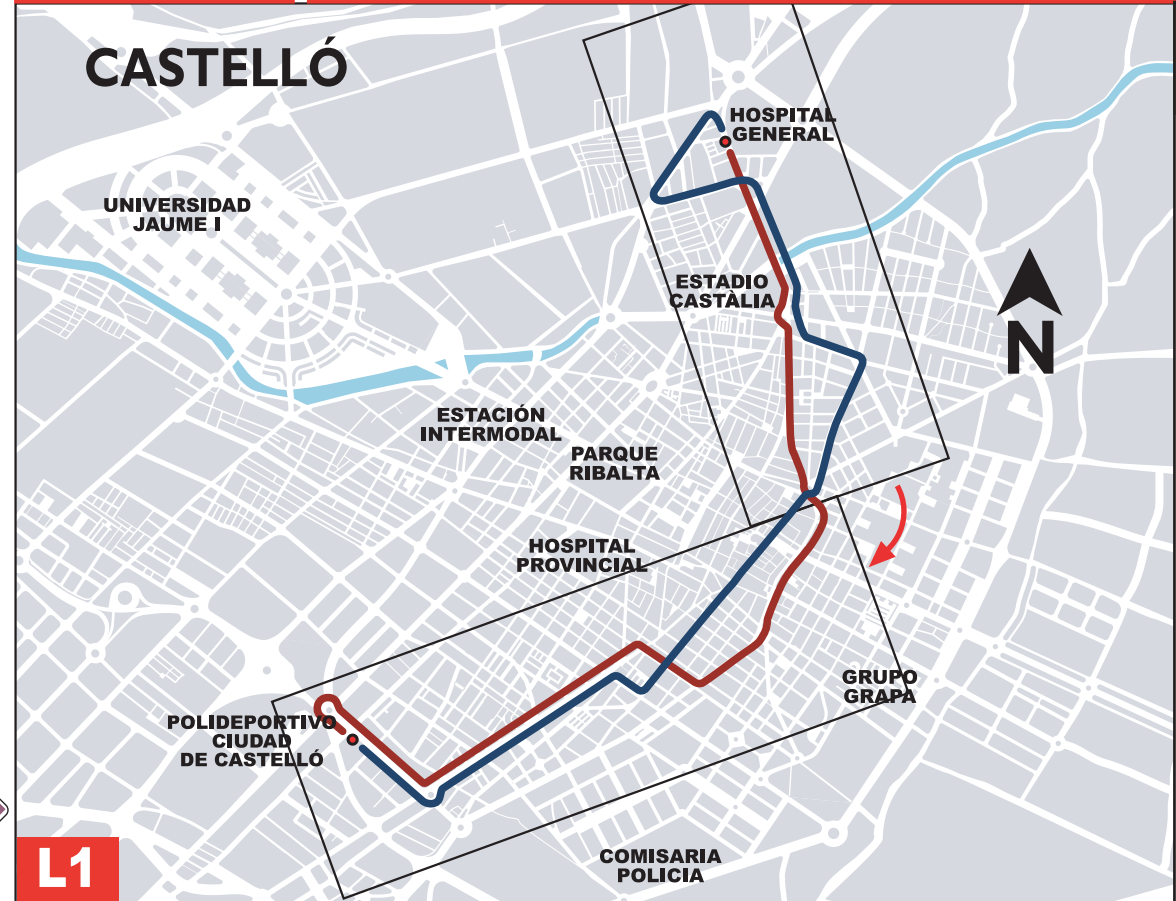 CASTELLÓ
HOSPITAL
GENERAL
UNIVERSIDAD
JAUME I
ESTADIO
CASTÀLIA
N
ESTACIÓN
INTERMODAL
PARQUE
RIBALTA
HOSPITAL
PROVINCIAL
GRUPO
GRAPA
POLIDEPORTIVO
CIUDAD
DE CASTELLÓ
COMISARIA
POLICIA
L1